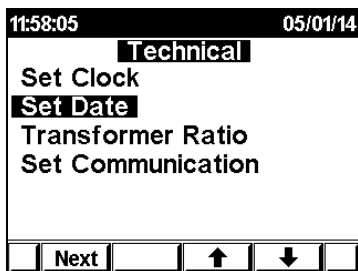 11:58:05 05/01/14
Technical
Set Clock
Set Date
Transformer Ratio
Set Communication
Next